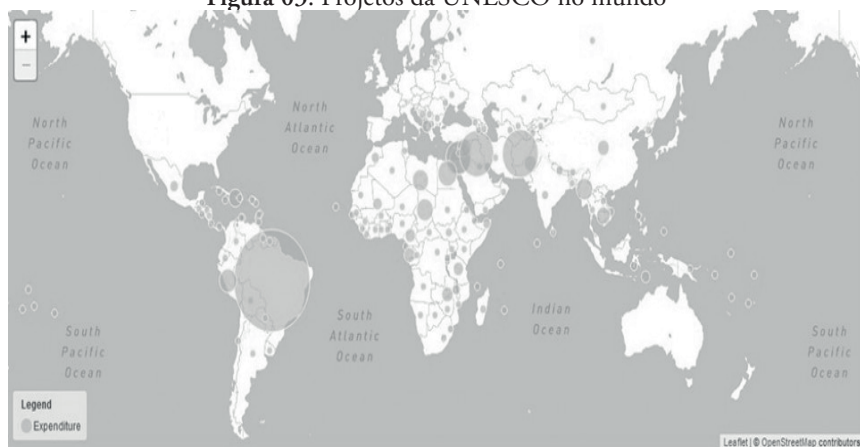 Figura 03. Projetos da UNESCO no mundo
+
−
North
Pacific
Ocean
North
Atlantic
Ocean
North
Pacific
Ocean
South
Pacific
Ocean
South
Atlantic
Ocean
Indian
Ocean
South
Pacific
Ocean
Legend
Expenditure
Leaflet | © OpenStreetMap contributors